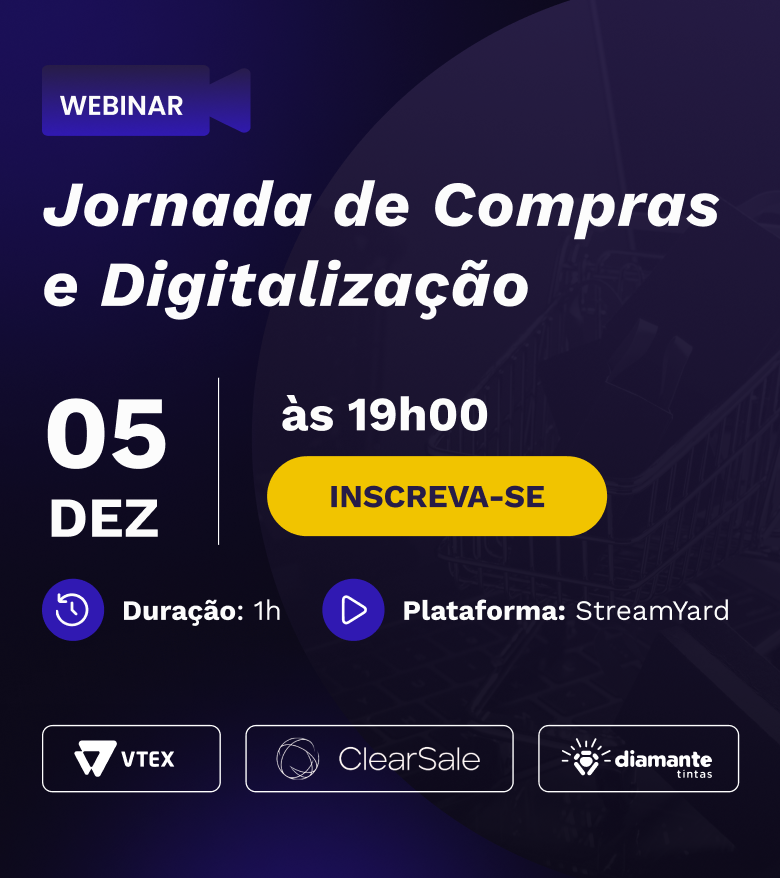 WEBINAR
Jornada de Compras
e Digitalização
05
DEZ
às 19h00
INSCREVA-SE
Duração: 1h
Plataforma: StreamYard
VTEX
ClearSale
diamante
tintas